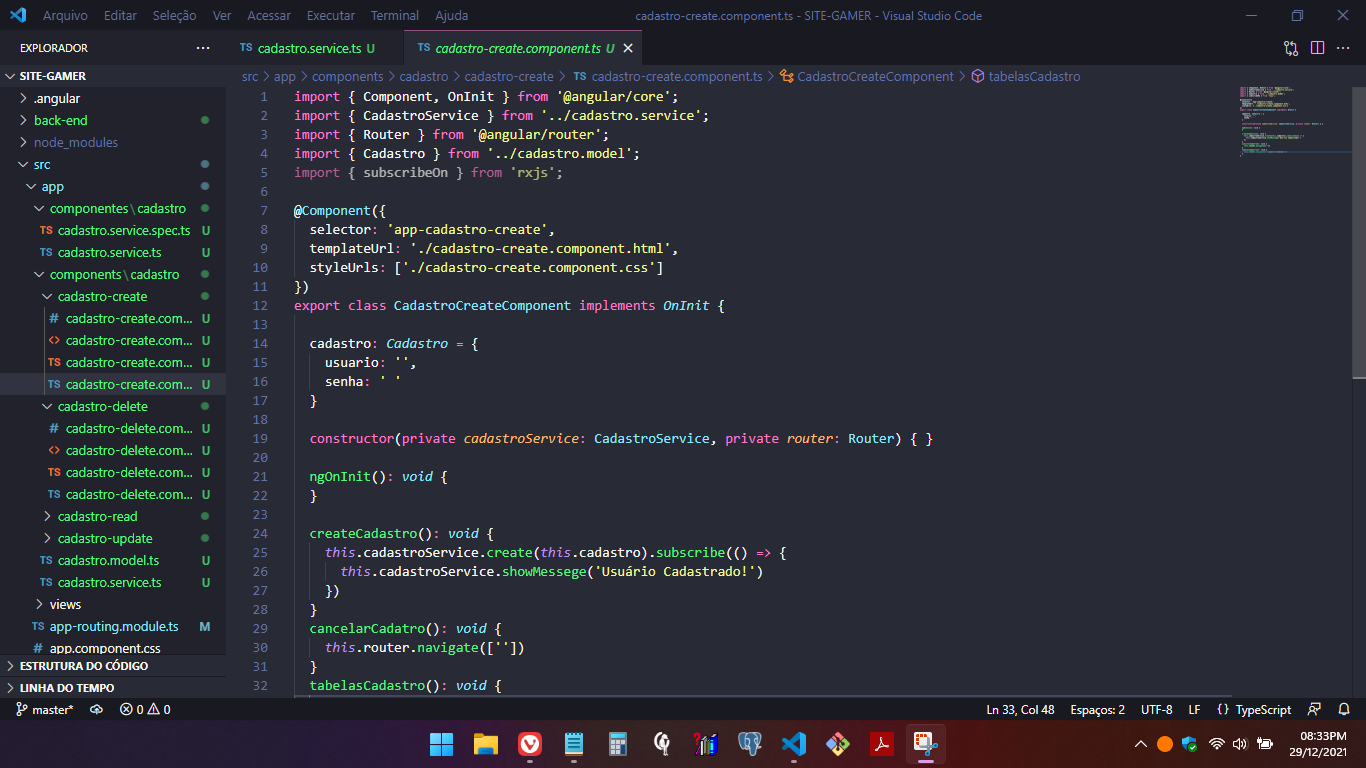 Arquivo Editar Seleção Ver Acessar Executar Terminal Ajuda
cadastro-create.component.ts - SITE-GAMER - Visual Studio Code
EXPLORADOR
SITE-GAMER
.angular
back-end
node_modules
src
app
componentes\cadastro
TS cadastro.service.spec.ts U
TS cadastro.service.ts U
components\cadastro
cadastro-create
# cadastro-create.com... U
<> cadastro-create.com... U
TS cadastro-create.com... U
TS cadastro-create.com... U
cadastro-delete
# cadastro-delete.com... U
<> cadastro-delete.com... U
TS cadastro-delete.com... U
TS cadastro-delete.com... U
cadastro-read
cadastro-update
TS cadastro.model.ts U
TS cadastro.service.ts U
views
TS app-routing.module.ts M
# app.component.css
ESTRUTURA DO CÓDIGO
LINHA DO TEMPO
TS cadastro.service.ts U
TS cadastro-create.component.ts U
src > app > components > cadastro > cadastro-create > TS cadastro-create.component.ts > CadastroCreateComponent > tabelasCadastro
1 import { Component, OnInit } from '@angular/core';
2 import { CadastroService } from '../cadastro.service';
3 import { Router } from '@angular/router';
4 import { Cadastro } from '../cadastro.model';
5 import { subscribeOn } from 'rxjs';
6
7 @Component({
8 selector: 'app-cadastro-create',
9 templateUrl: './cadastro-create.component.html',
10 styleUrls: ['./cadastro-create.component.css']
11 })
12 export class CadastroCreateComponent implements OnInit {
13
14 cadastro: Cadastro = {
15 usuario: '',
16 senha: ' '
17 }
18
19 constructor(private cadastroService: CadastroService, private router: Router) { }
20
21 ngOnInit(): void {
22 }
23
24 createCadastro(): void {
25 this.cadastroService.create(this.cadastro).subscribe(() => {
26 this.cadastroService.showMessege('Usuário Cadastrado!')
27 })
28 }
29 cancelarCadatro(): void {
30 this.router.navigate([''])
31 }
32 tabelasCadastro(): void {
master* 0 0
Ln 33, Col 48 Espaços: 2 UTF-8 LF {} TypeScript
08:33PM
29/12/2021